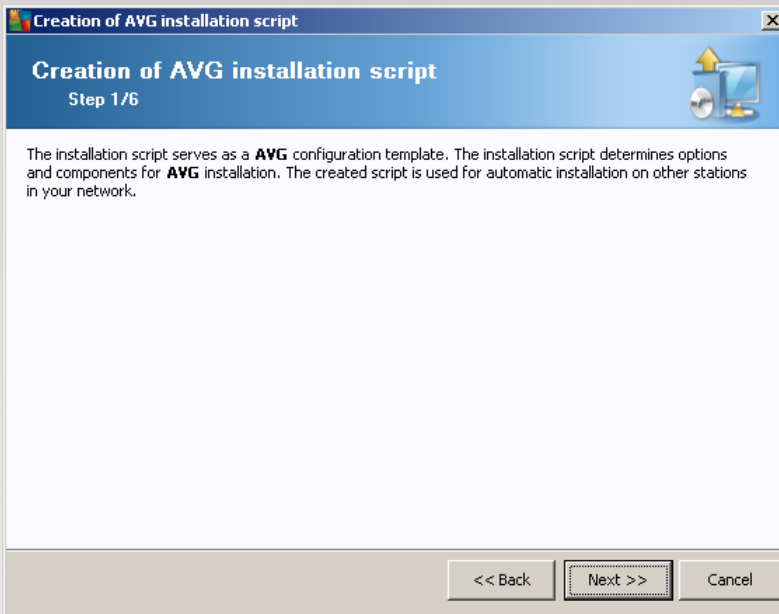 Creation of AVG installation script
Creation of AVG installation script
Step 1/6
The installation script serves as a AVG configuration template. The installation script determines options
and components for AVG installation. The created script is used for automatic installation on other stations
in your network.
<< Back
Next >>
Cancel